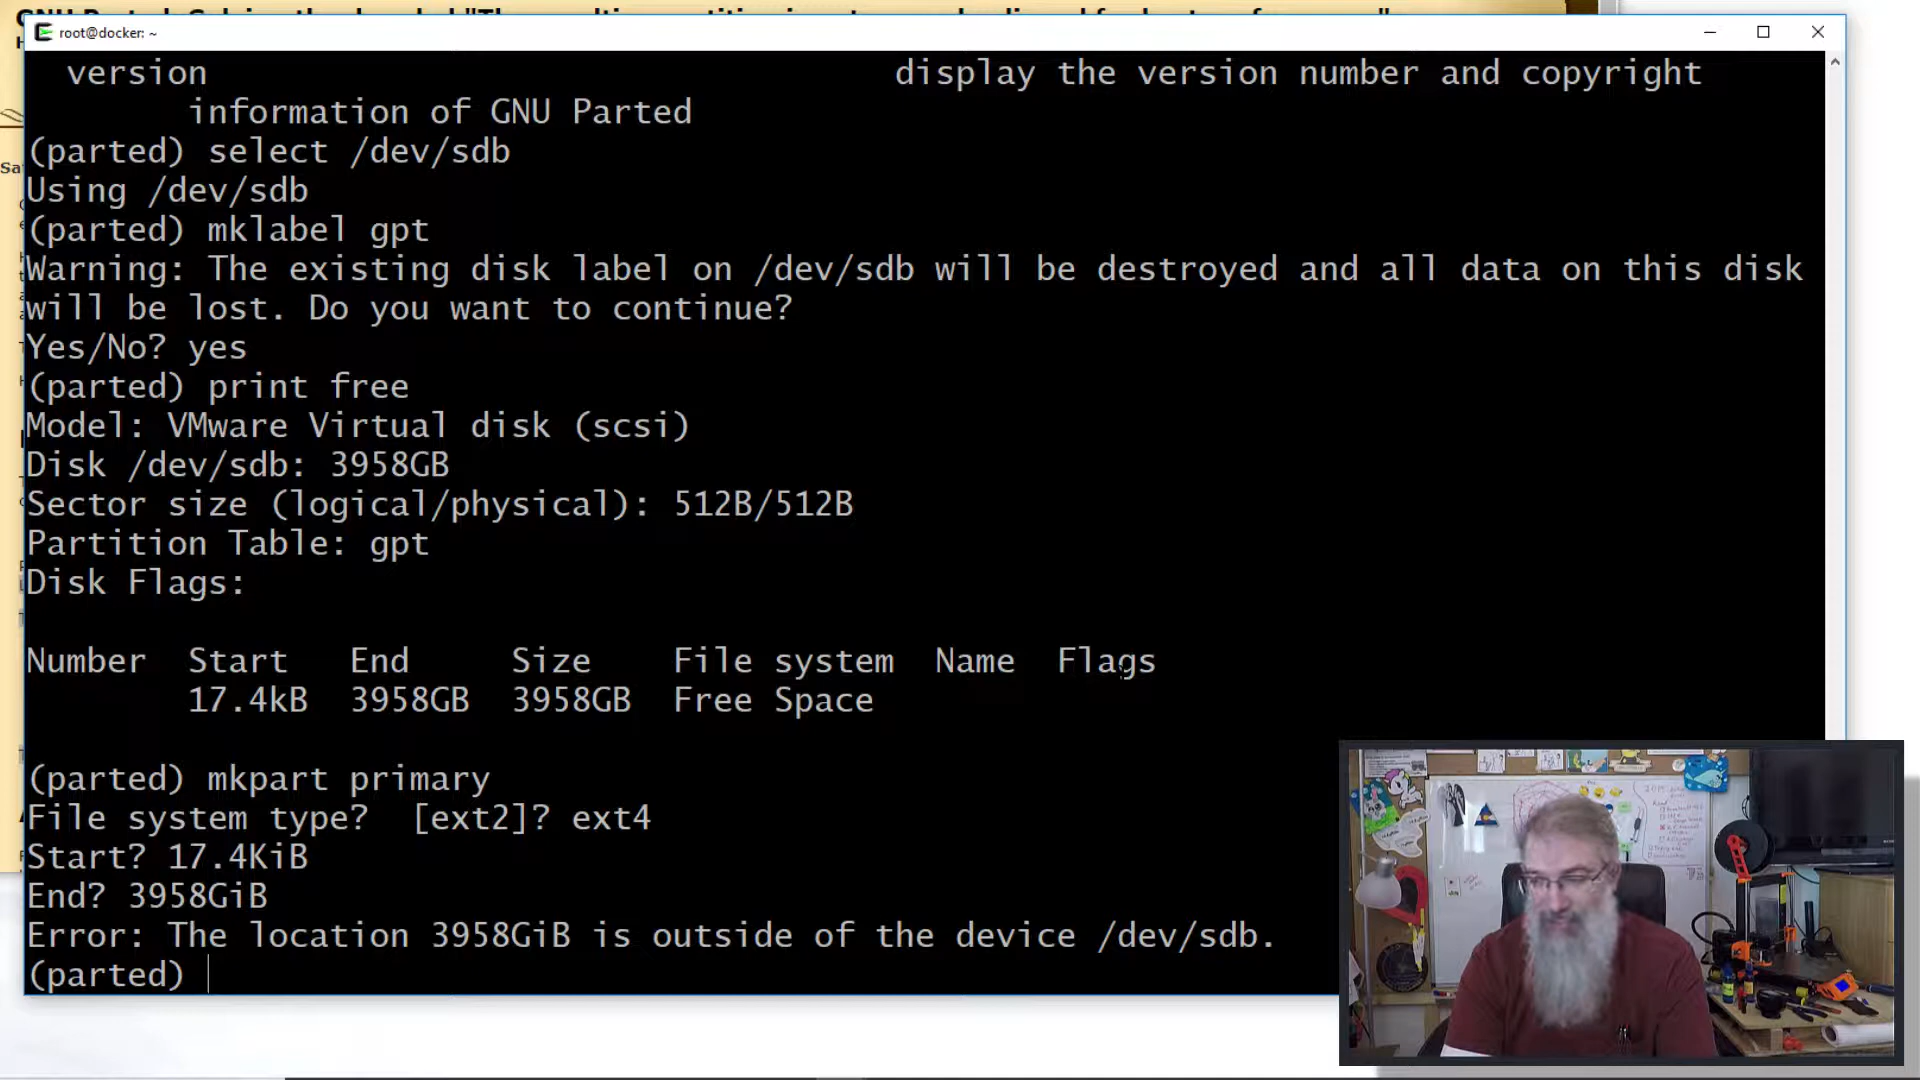 root@docker: ~
version display the version number and copyright
information of GNU Parted
(parted) select /dev/sdb
Using /dev/sdb
(parted) mklabel gpt
Warning: The existing disk label on /dev/sdb will be destroyed and all data on this disk
will be lost. Do you want to continue?
Yes/No? yes
(parted) print free
Model: VMware Virtual disk (scsi)
Disk /dev/sdb: 3958GB
Sector size (logical/physical): 512B/512B
Partition Table: gpt
Disk Flags:
Number Start End Size File system Name Flags
17.4kB 3958GB 3958GB Free Space
(parted) mkpart primary
File system type? [ext2]? ext4
Start? 17.4KiB
End? 3958GiB
Error: The location 3958GiB is outside of the device /dev/sdb.
(parted)